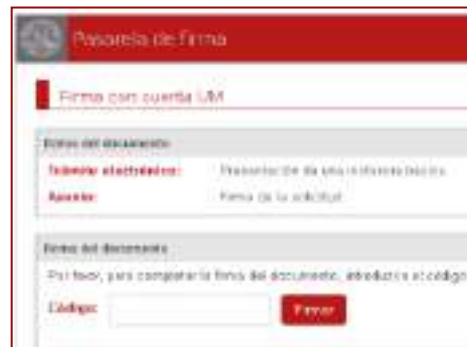 Pasarela de firma
Firma con cuenta UM
Datos del documento
Trámite electrónico: Presentación de una instancia básica
Apunte: Firma de la solicitud
Firma del documento
Por favor, para completar la firma del documento, introduzca el código
Código: Firmar